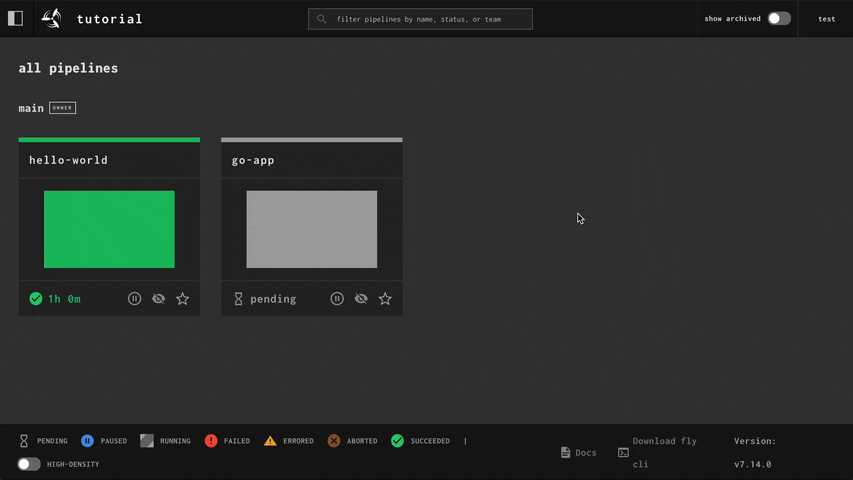 tutorial
filter pipelines by name, status, or team
show archived
test
all pipelines
main OWNER
hello-world
go-app
1h 0m
pending
PENDING PAUSED RUNNING FAILED ERRORED ABORTED SUCCEEDED |
HIGH-DENSITY
Docs
Download fly
cli
Version:
v7.14.0